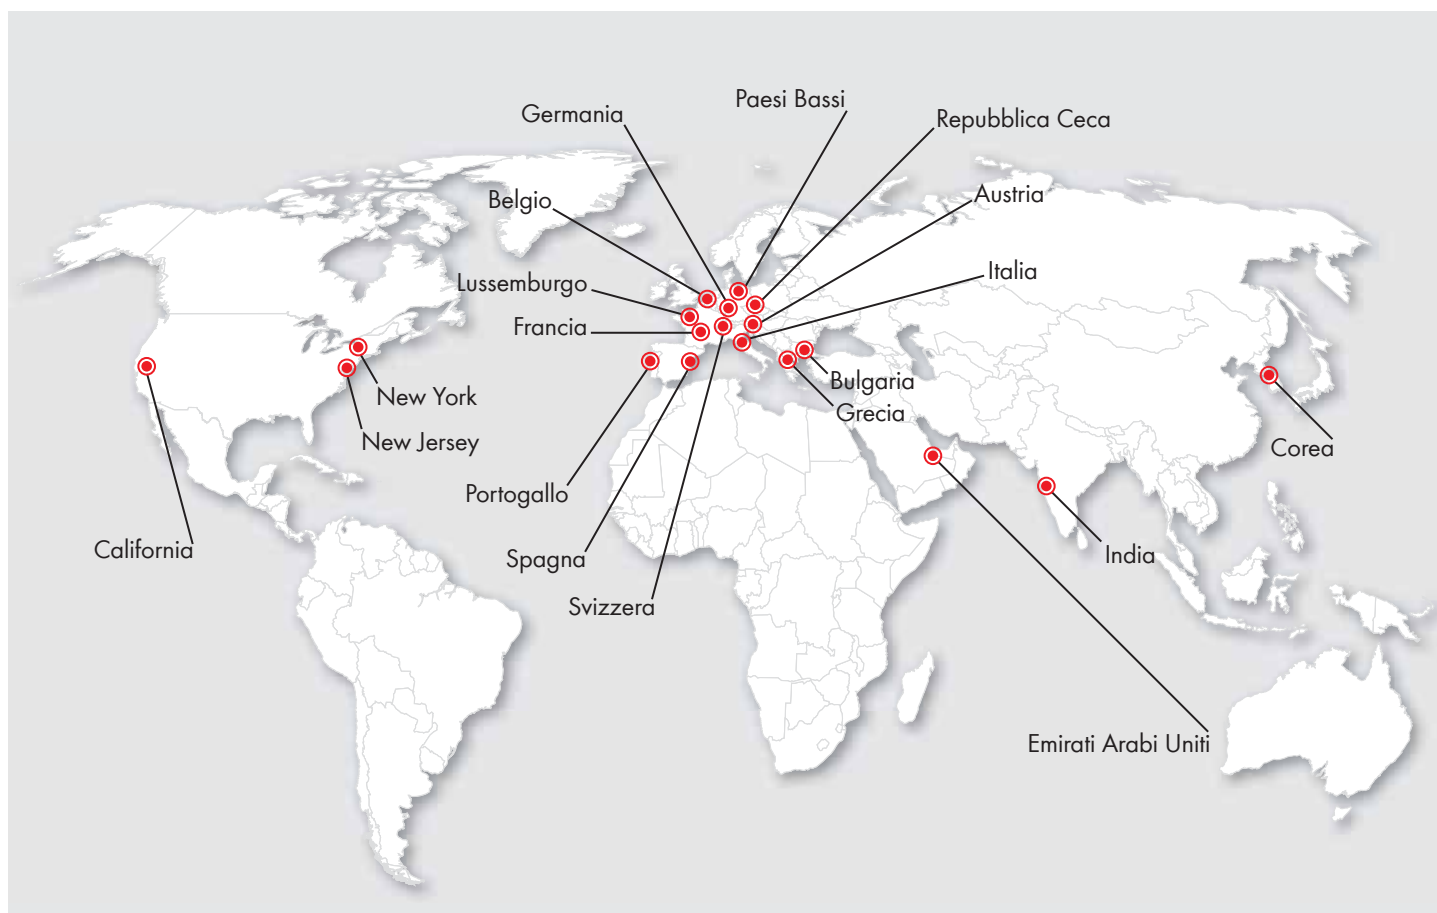 Paesi Bassi
Germania
Repubblica Ceca
Belgio
Austria
Italia
Lussemburgo
Francia
Bulgaria
New York
Grecia
New Jersey
Corea
Portogallo
California
Spagna
India
Svizzera
Emirati Arabi Uniti